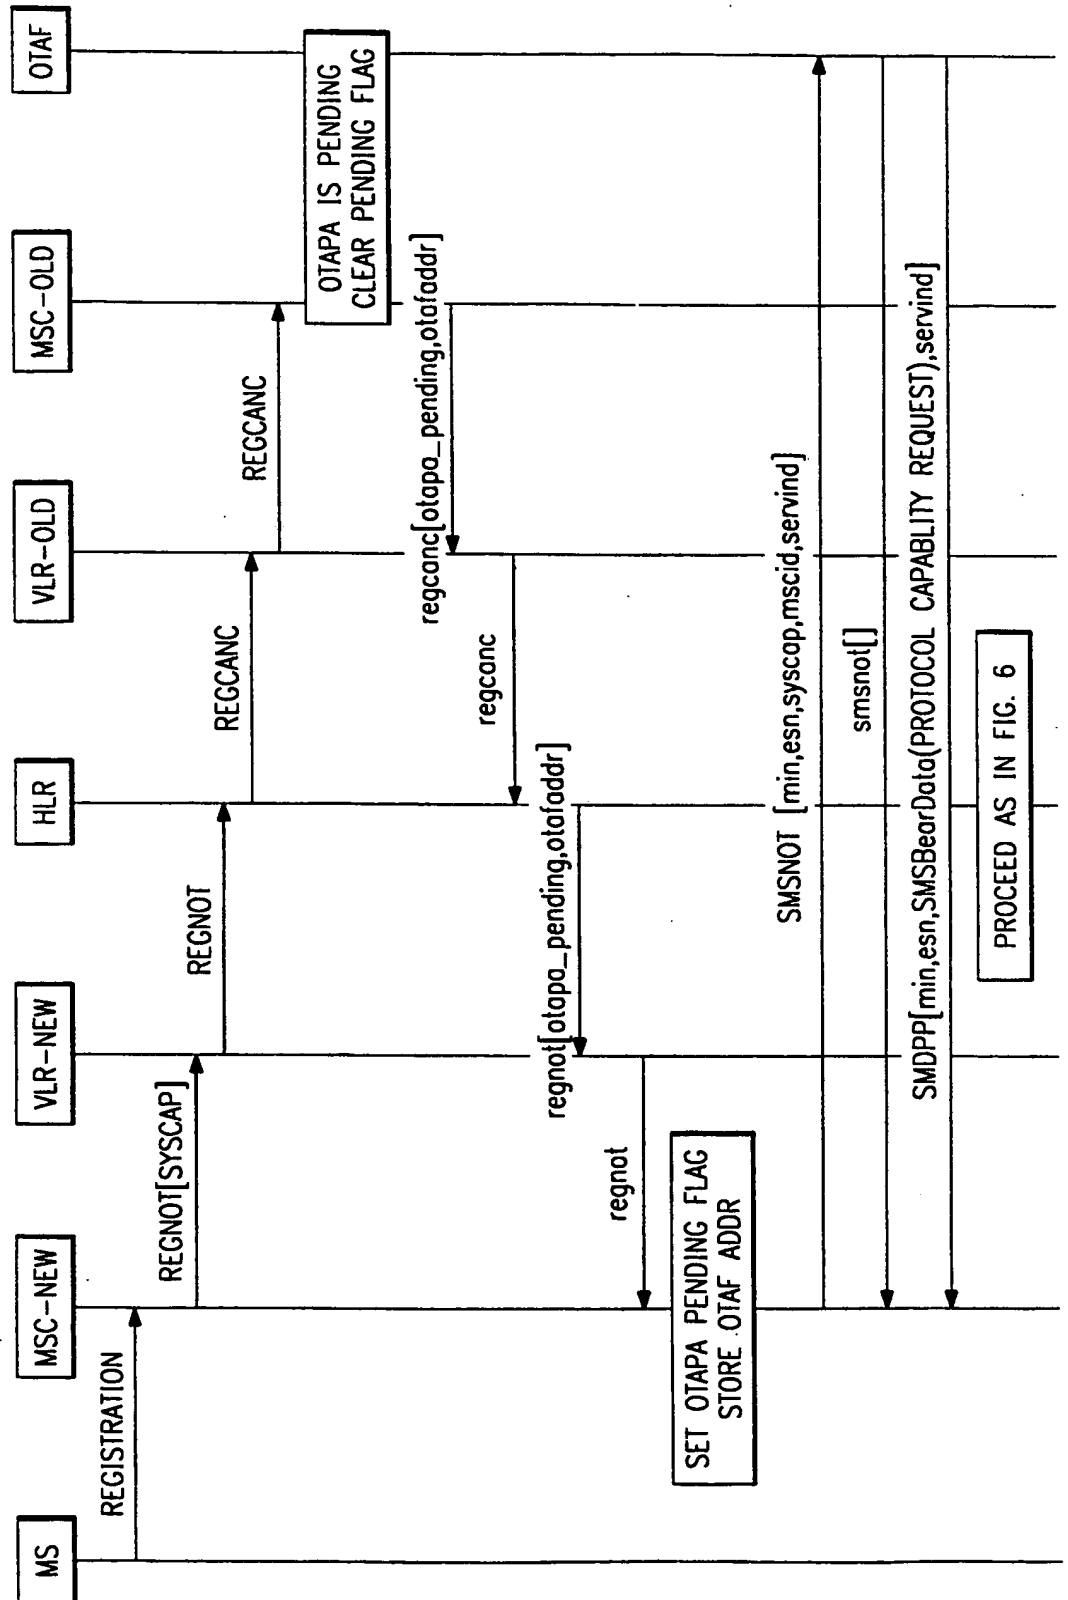 MS
MSC-NEW
VLR-NEW
HLR
VLR-OLD
MSC-OLD
OTAF
REGISTRATION
REGNOT[SYSCAP]
REGNOT
REGCANC
REGCANC
OTAPA IS PENDING
CLEAR PENDING FLAG
regcanc[otapa_pending,otafaddr]
regcanc
regnot[otapa_pending,otafaddr]
regnot
SET OTAPA PENDING FLAG
STORE OTAF ADDR
SMSNOT [min,esn,syscap,mscid,servind]
smsnot[]
SMDPP[min,esn,SMSBearData(PROTOCOL CAPABLITY REQUEST),servind]
PROCEED AS IN FIG. 6